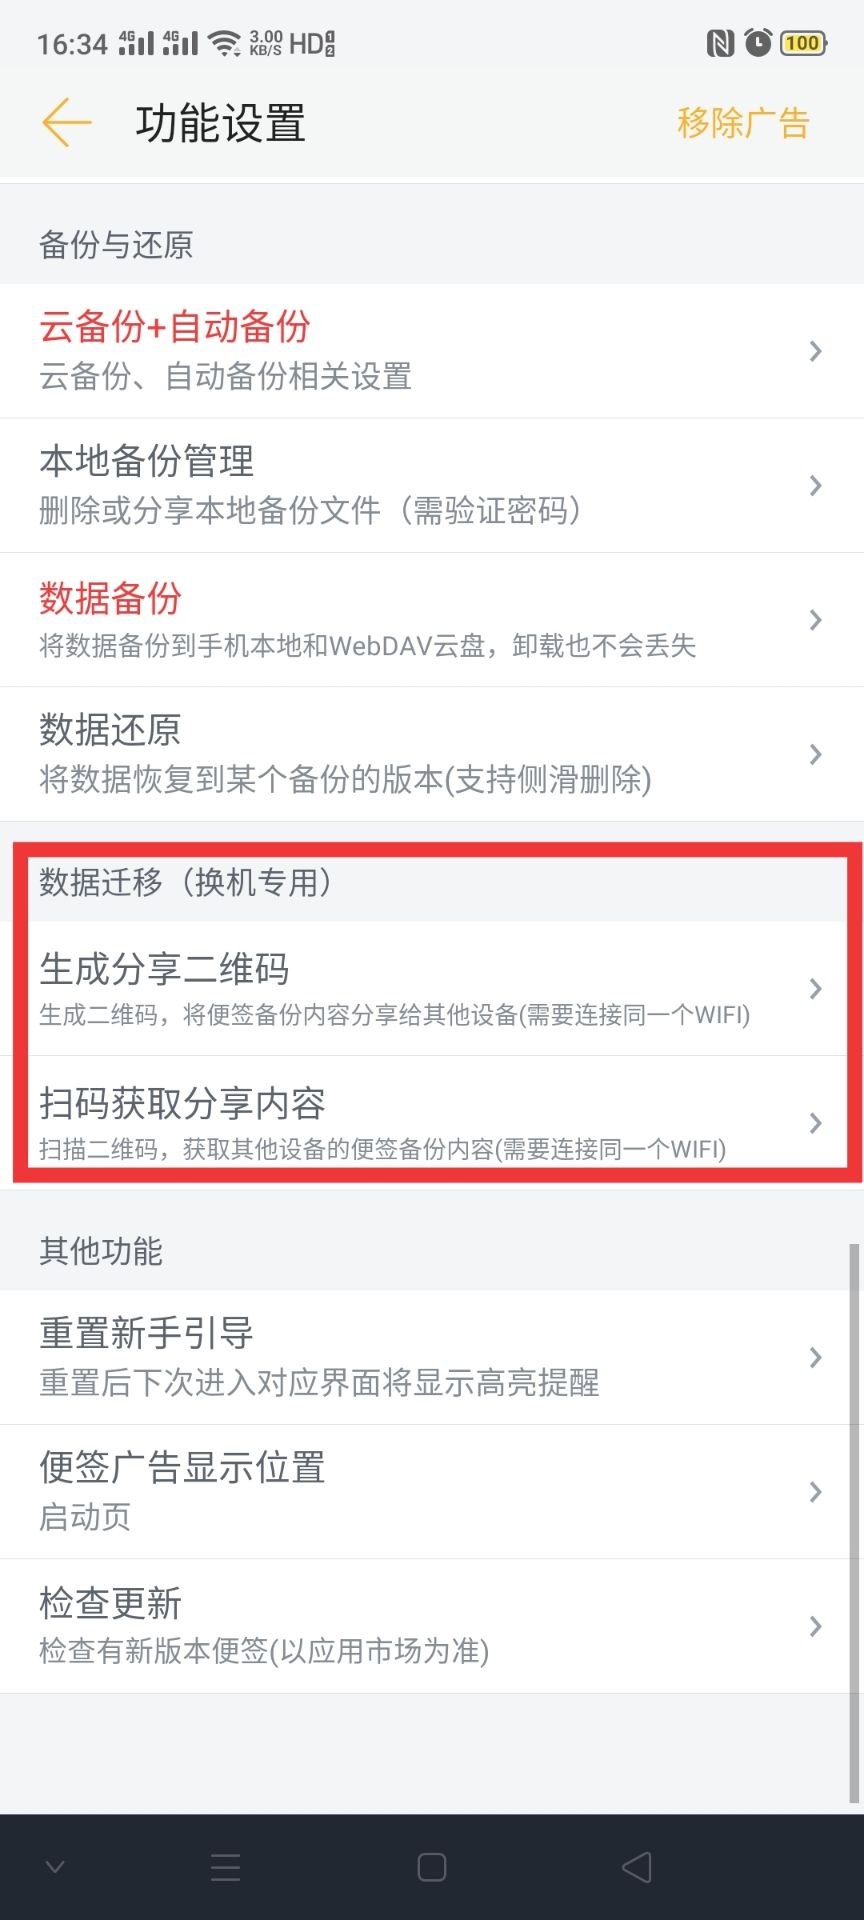 16:34 4G 4G 3.00 KB/S HD 1 2 100
功能设置 移除广告
备份与还原
云备份+自动备份
云备份、自动备份相关设置
本地备份管理
删除或分享本地备份文件（需验证密码）
数据备份
将数据备份到手机本地和WebDAV云盘，卸载也不会丢失
数据还原
将数据恢复到某个备份的版本(支持侧滑删除)
数据迁移（换机专用）
生成分享二维码
生成二维码，将便签备份内容分享给其他设备(需要连接同一个WIFI)
扫码获取分享内容
扫描二维码，获取其他设备的便签备份内容(需要连接同一个WIFI)
其他功能
重置新手引导
重置后下次进入对应界面将显示高亮提醒
便签广告显示位置
启动页
检查更新
检查有新版本便签(以应用市场为准)